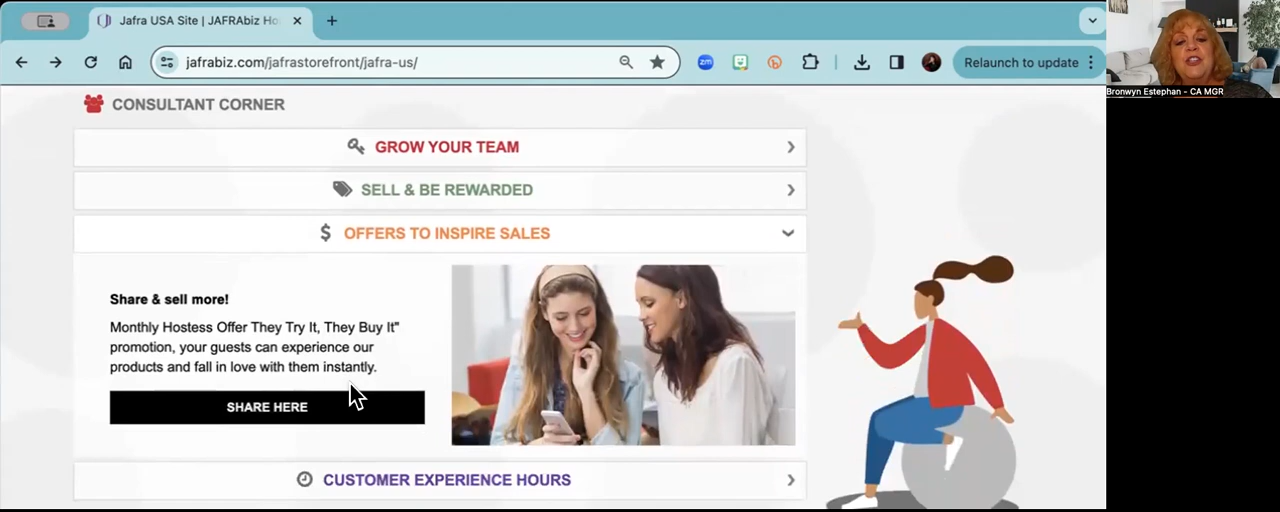 Jafra USA Site | JAFRAbiz Ho
jafrabiz.com/jafrastorefront/jafra-us/
zm
Relaunch to update
Bronwyn Estephan - CA MGR
CONSULTANT CORNER
GROW YOUR TEAM
SELL & BE REWARDED
$ OFFERS TO INSPIRE SALES
Share & sell more!
Monthly Hostess Offer They Try It, They Buy It"
promotion, your guests can experience our
products and fall in love with them instantly.
SHARE HERE
CUSTOMER EXPERIENCE HOURS